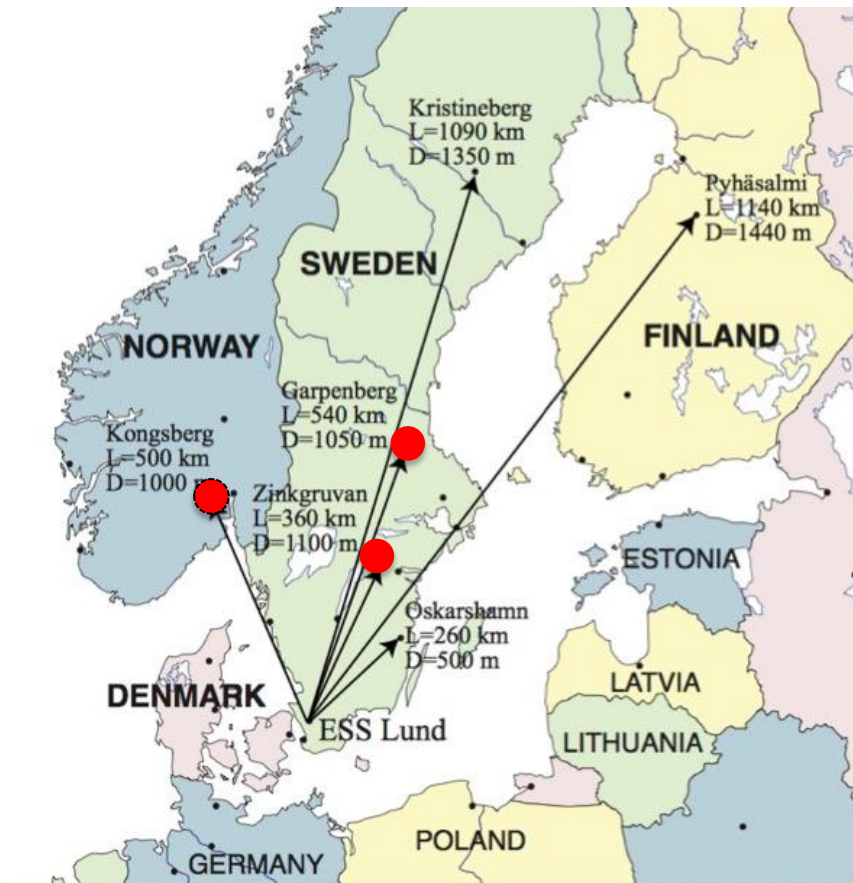 Kristineberg
L=1090 km
D=1350 m
Pyhäsalmi
L=1140 km
D=1440 m
SWEDEN
NORWAY
FINLAND
Garpenberg
L=540 km
D=1050 m
Kongsberg
L=500 km
D=1000
Zinkgruvan
L=360 km
D=1100 m
ESTONIA
Oskarshamn
L=260 km
D=500 m
LATVIA
DENMARK
ESS Lund
LITHUANIA
POLAND
GERMANY